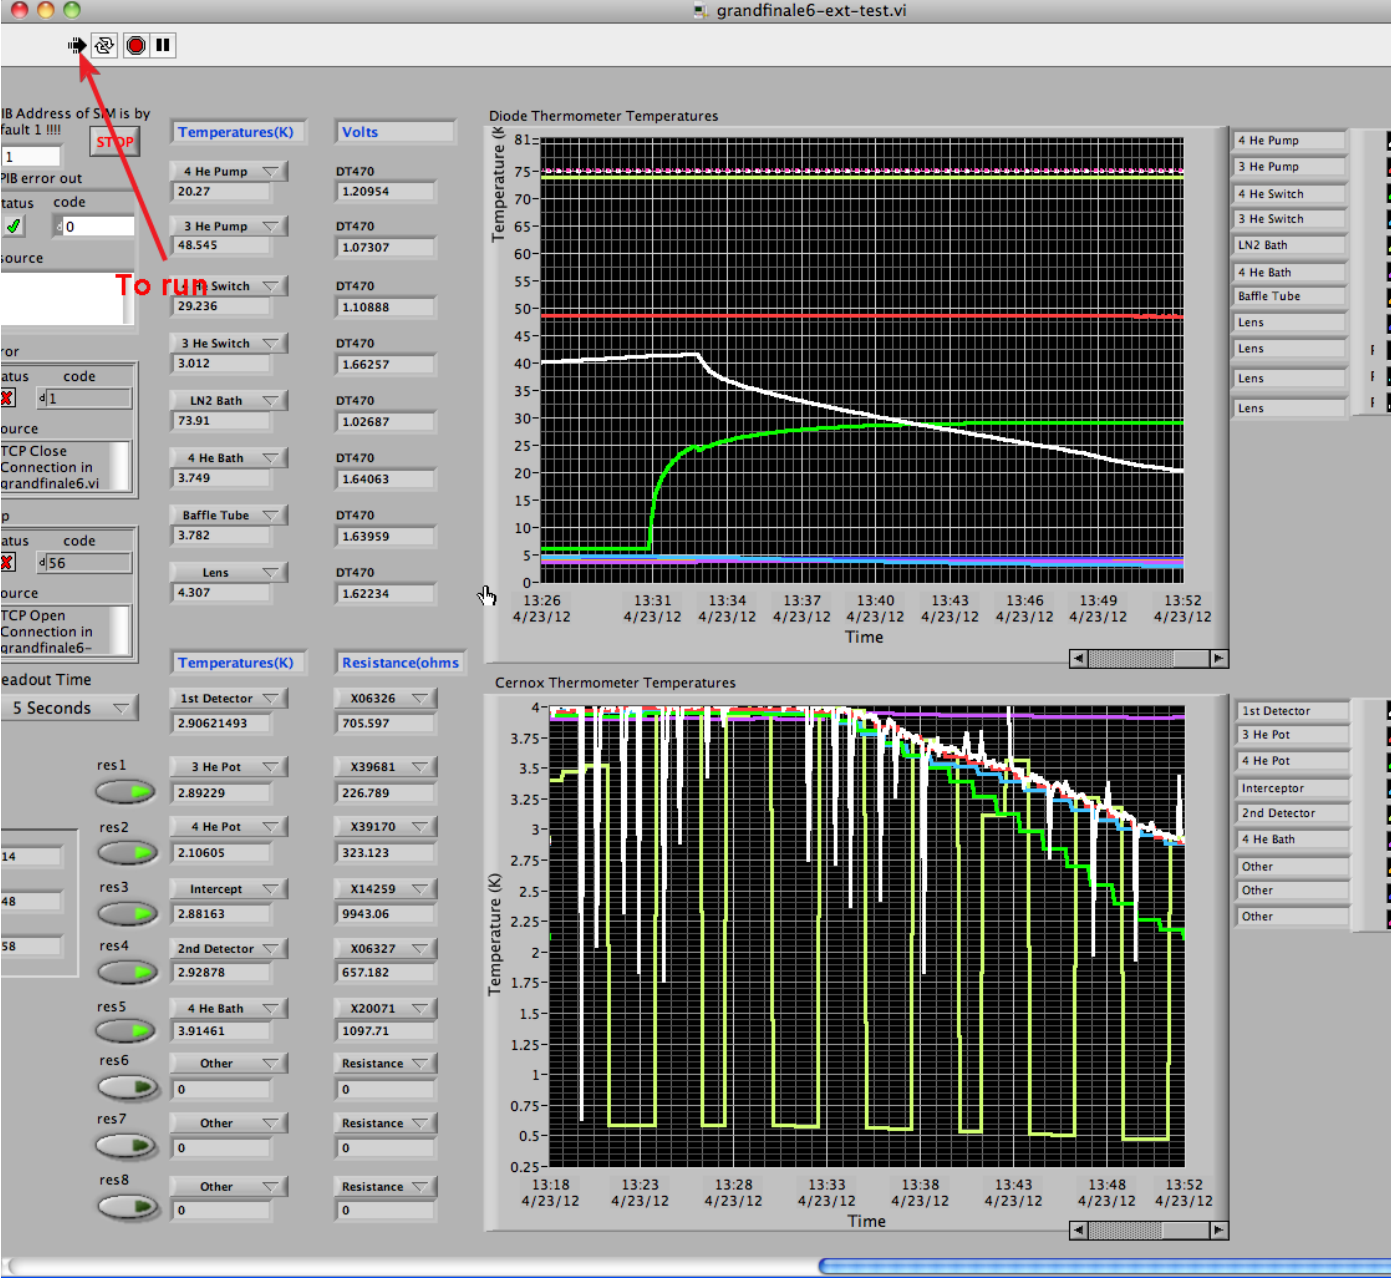 grandfinale6-ext-test.vi
IB Address of SIM is by
fault 1 !!!!
STOP
1
PIB error out
tatus code
0
source
To run
ror
atus code
1
ource
TCP Close
Connection in
grandfinale6.vi
p
atus code
56
ource
TCP Open
Connection in
grandfinale6-
eadout Time
5 Seconds
res1
res2
14
res3
48
res4
58
res5
res6
res7
res8
Temperatures(K) Volts
4 He Pump DT470
20.27 1.20954
3 He Pump DT470
48.545 1.07307
He Switch DT470
29.236 1.10888
3 He Switch DT470
3.012 1.66257
LN2 Bath DT470
73.91 1.02687
4 He Bath DT470
3.749 1.64063
Baffle Tube DT470
3.782 1.63959
Lens DT470
4.307 1.62234
Temperatures(K) Resistance(ohms
1st Detector X06326
2.90621493 705.597
3 He Pot X39681
2.89229 226.789
4 He Pot X39170
2.10605 323.123
Intercept X14259
2.88163 9943.06
2nd Detector X06327
2.92878 657.182
4 He Bath X20071
3.91461 1097.71
Other Resistance
0 0
Other Resistance
0 0
Other Resistance
0 0
Diode Thermometer Temperatures
Temperature (K
81
75
70
65
60
55
50
45
40
35
30
25
20
15
10
5
0
13:26 13:31 13:34 13:37 13:40 13:43 13:46 13:49 13:52
4/23/12 4/23/12 4/23/12 4/23/12 4/23/12 4/23/12 4/23/12 4/23/12 4/23/12
Time
4 He Pump
3 He Pump
4 He Switch
3 He Switch
LN2 Bath
4 He Bath
Baffle Tube
Lens
Lens
Lens
Lens
Cernox Thermometer Temperatures
Temperature (K)
4
3.75
3.5
3.25
3
2.75
2.5
2.25
2
1.75
1.5
1.25
1
0.75
0.5
0.25
13:18 13:23 13:28 13:33 13:38 13:43 13:48 13:52
4/23/12 4/23/12 4/23/12 4/23/12 4/23/12 4/23/12 4/23/12 4/23/12
Time
1st Detector
3 He Pot
4 He Pot
Interceptor
2nd Detector
4 He Bath
Other
Other
Other